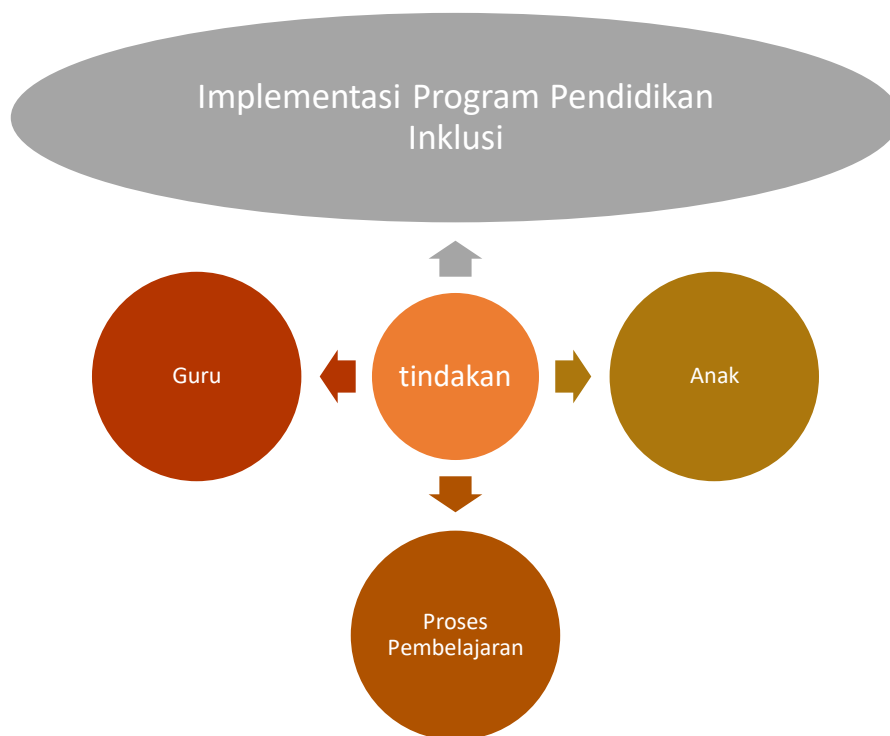 Implementasi Program Pendidikan
Inklusi
Guru
tindakan
Anak
Proses
Pembelajaran